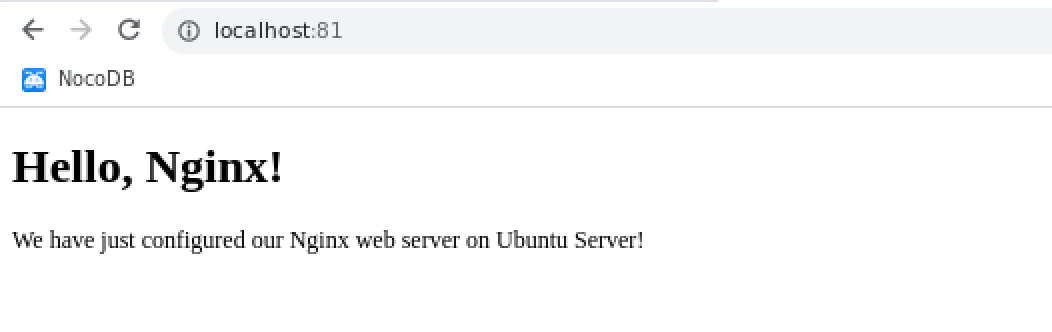 localhost:81
NocoDB
Hello, Nginx!
We have just configured our Nginx web server on Ubuntu Server!